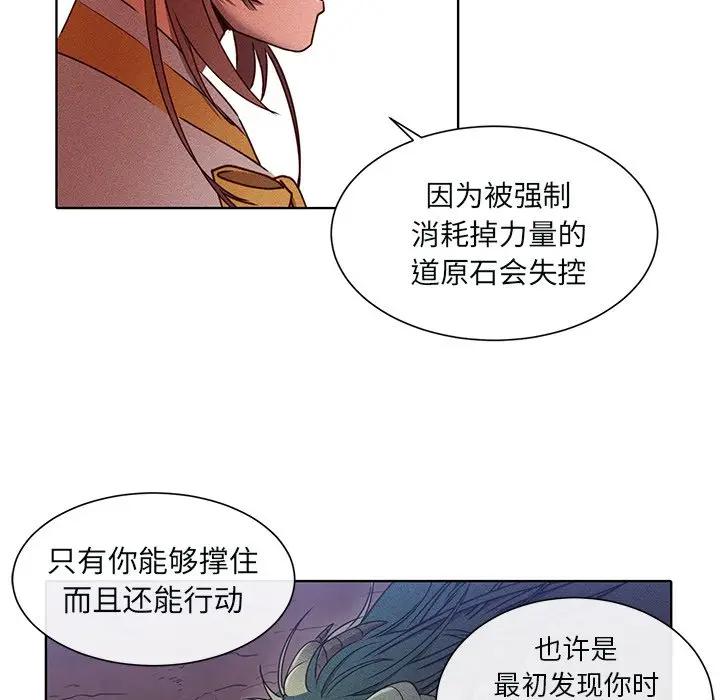 因为被强制
消耗掉力量的
道原石会失控
只有你能够撑住
而且还能行动
也许是
最初发现你时